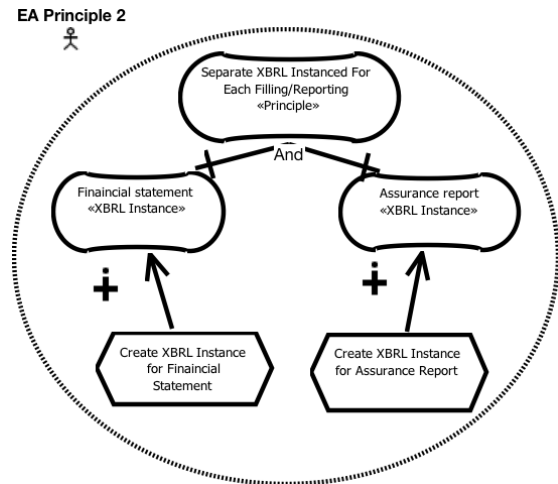 EA Principle 2
Separate XBRL Instanced For
Each Filling/Reporting
«Principle»
And
Finaincial statement
«XBRL Instance»
Assurance report
«XBRL Instance»
Create XBRL Instance
for Finaincial
Statement
Create XBRL Instance
for Assurance Report